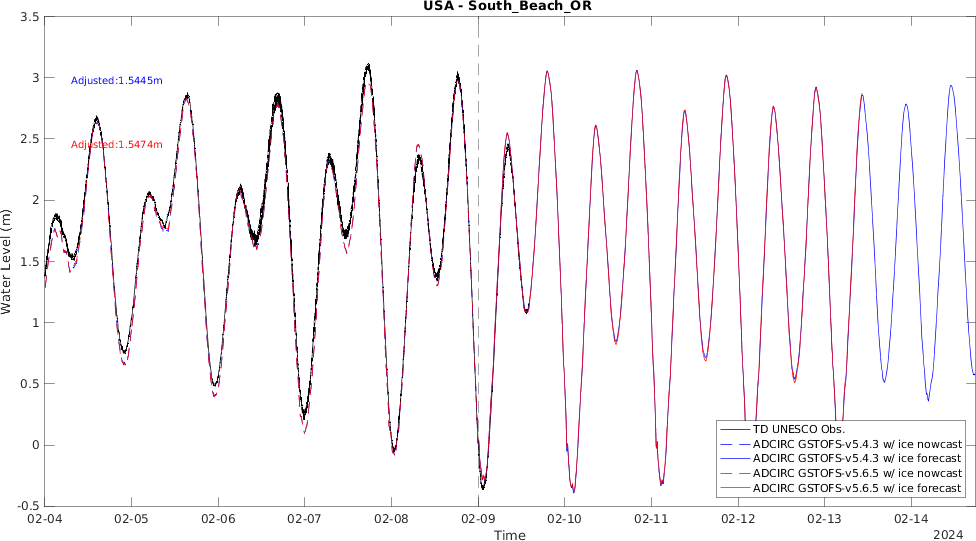 USA - South_Beach_OR
3.5
3
2.5
2
1.5
1
0.5
0
-0.5
Water Level (m)
Adjusted:1.5445m
Adjusted:1.5474m
TD UNESCO Obs.
ADCIRC GSTOFS-v5.4.3 w/ ice nowcast
ADCIRC GSTOFS-v5.4.3 w/ ice forecast
ADCIRC GSTOFS-v5.6.5 w/ ice nowcast
ADCIRC GSTOFS-v5.6.5 w/ ice forecast
02-04 02-05 02-06 02-07 02-08 02-09 02-10 02-11 02-12 02-13 02-14
Time
2024